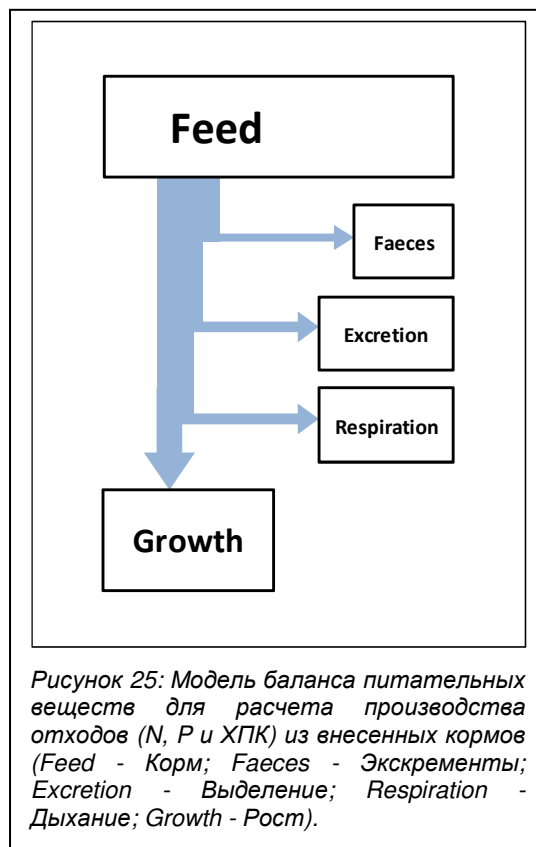 Feed
Faeces
Excretion
Respiration
Growth
Рисунок 25: Модель баланса питательных
веществ для расчета производства
отходов (N, P и ХПК) из внесенных кормов
(Feed - Корм; Faeces - Экскременты;
Excretion - Выделение; Respiration -
Дыхание; Growth - Рост).